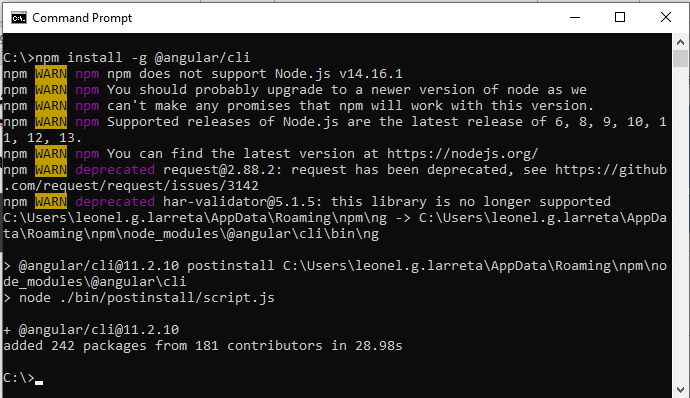 Command Prompt
C:\>npm install -g @angular/cli
npm WARN npm npm does not support Node.js v14.16.1
npm WARN npm You should probably upgrade to a newer version of node as we
npm WARN npm can't make any promises that npm will work with this version.
npm WARN npm Supported releases of Node.js are the latest release of 6, 8, 9, 10, 1
1, 12, 13.
npm WARN npm You can find the latest version at https://nodejs.org/
npm WARN deprecated request@2.88.2: request has been deprecated, see https://github
.com/request/request/issues/3142
npm WARN deprecated har-validator@5.1.5: this library is no longer supported
C:\Users\leonel.g.larreta\AppData\Roaming\npm\ng -> C:\Users\leonel.g.larreta\AppDa
ta\Roaming\npm\node_modules\@angular\cli\bin\ng
> @angular/cli@11.2.10 postinstall C:\Users\leonel.g.larreta\AppData\Roaming\npm\no
de_modules\@angular\cli
> node ./bin/postinstall/script.js
+ @angular/cli@11.2.10
added 242 packages from 181 contributors in 28.98s
C:\>